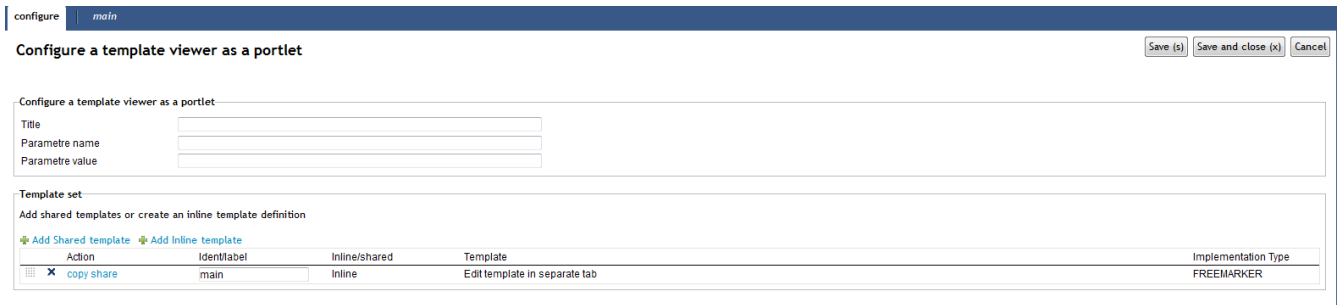 configure main
Configure a template viewer as a portlet Save (s) Save and close (x) Cancel
Configure a template viewer as a portlet
Title
Parametre name
Parametre value
Template set
Add shared templates or create an inline template definition
Add Shared template Add Inline template
Action Ident/label Inline/shared Template Implementation Type
copy share main Inline Edit template in separate tab FREEMARKER